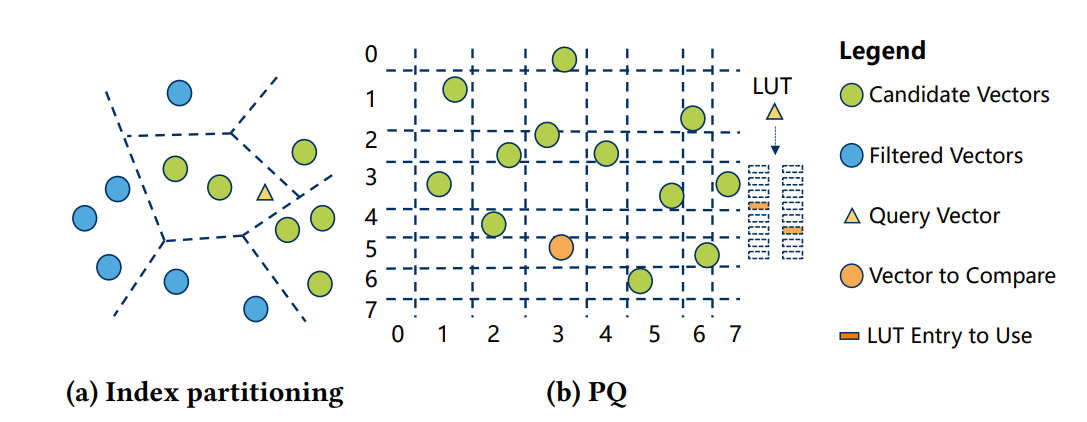 0
1
2
3
4
5
6
7
0 1 2 3 4 5 6 7
LUT
Legend
Candidate Vectors
Filtered Vectors
Query Vector
Vector to Compare
LUT Entry to Use
(a) Index partitioning
(b) PQ